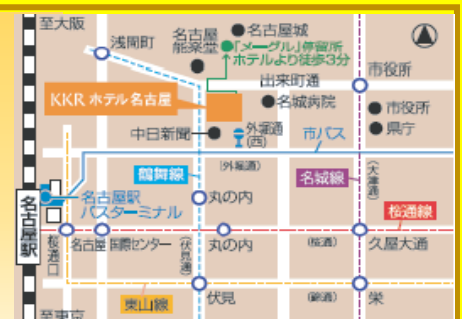 至大阪
浅間町
名古屋
能楽堂
名古屋城
「メーグル」停留所
ホテルより徒歩3分
出来町通
市役所
KKR ホテル名古屋
名城病院
市役所
県庁
中日新聞
外堀通
(西)
市バス
鶴舞線
(外堀通)
名城線
(大津通)
名古屋駅
バスターミナル
丸の内
桜通線
名古屋駅
桜通口
名古屋
国際センター
(伏見通)
丸の内
(桜通)
久屋大通
東山線
伏見
(錦通)
栄
至東京